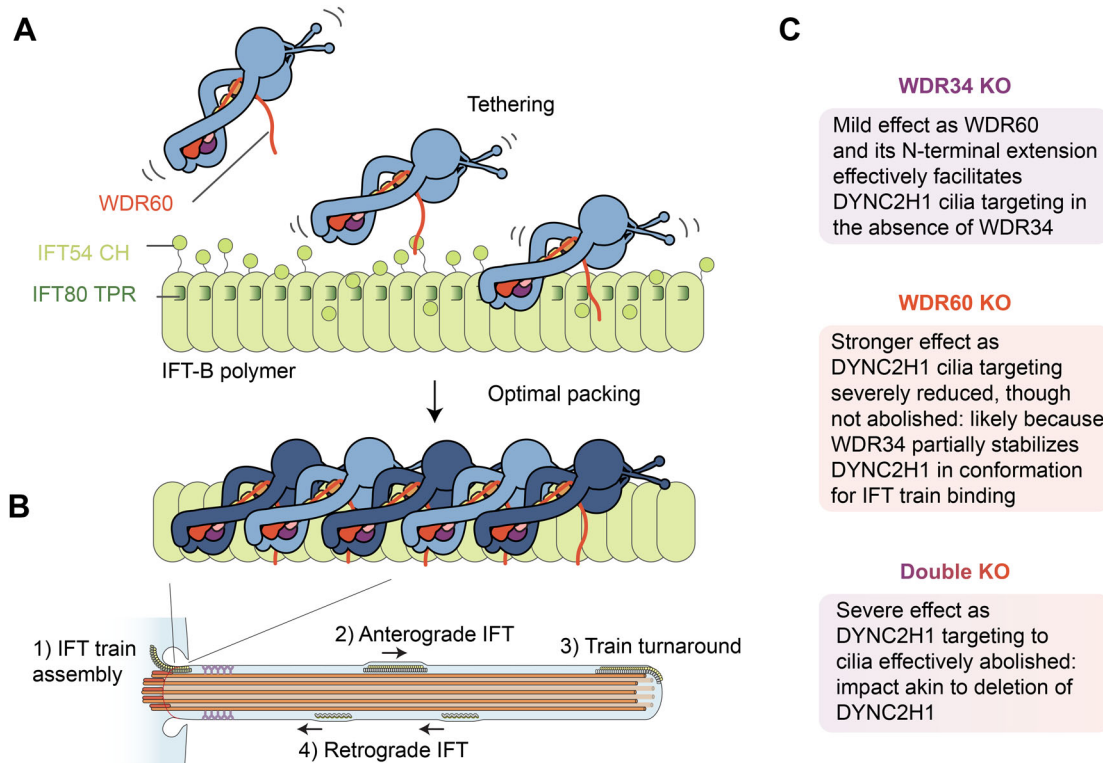 A
Tethering
WDR60
IFT54 CH
IFT80 TPR
IFT-B polymer
Optimal packing
B
1) IFT train
assembly
2) Anterograde IFT
3) Train turnaround
4) Retrograde IFT
C
WDR34 KO
Mild effect as WDR60
and its N-terminal extension
effectively facilitates
DYNC2H1 cilia targeting in
the absence of WDR34
WDR60 KO
Stronger effect as
DYNC2H1 cilia targeting
severely reduced, though
not abolished: likely because
WDR34 partially stabilizes
DYNC2H1 in conformation
for IFT train binding
Double KO
Severe effect as
DYNC2H1 targeting to
cilia effectively abolished:
impact akin to deletion of
DYNC2H1